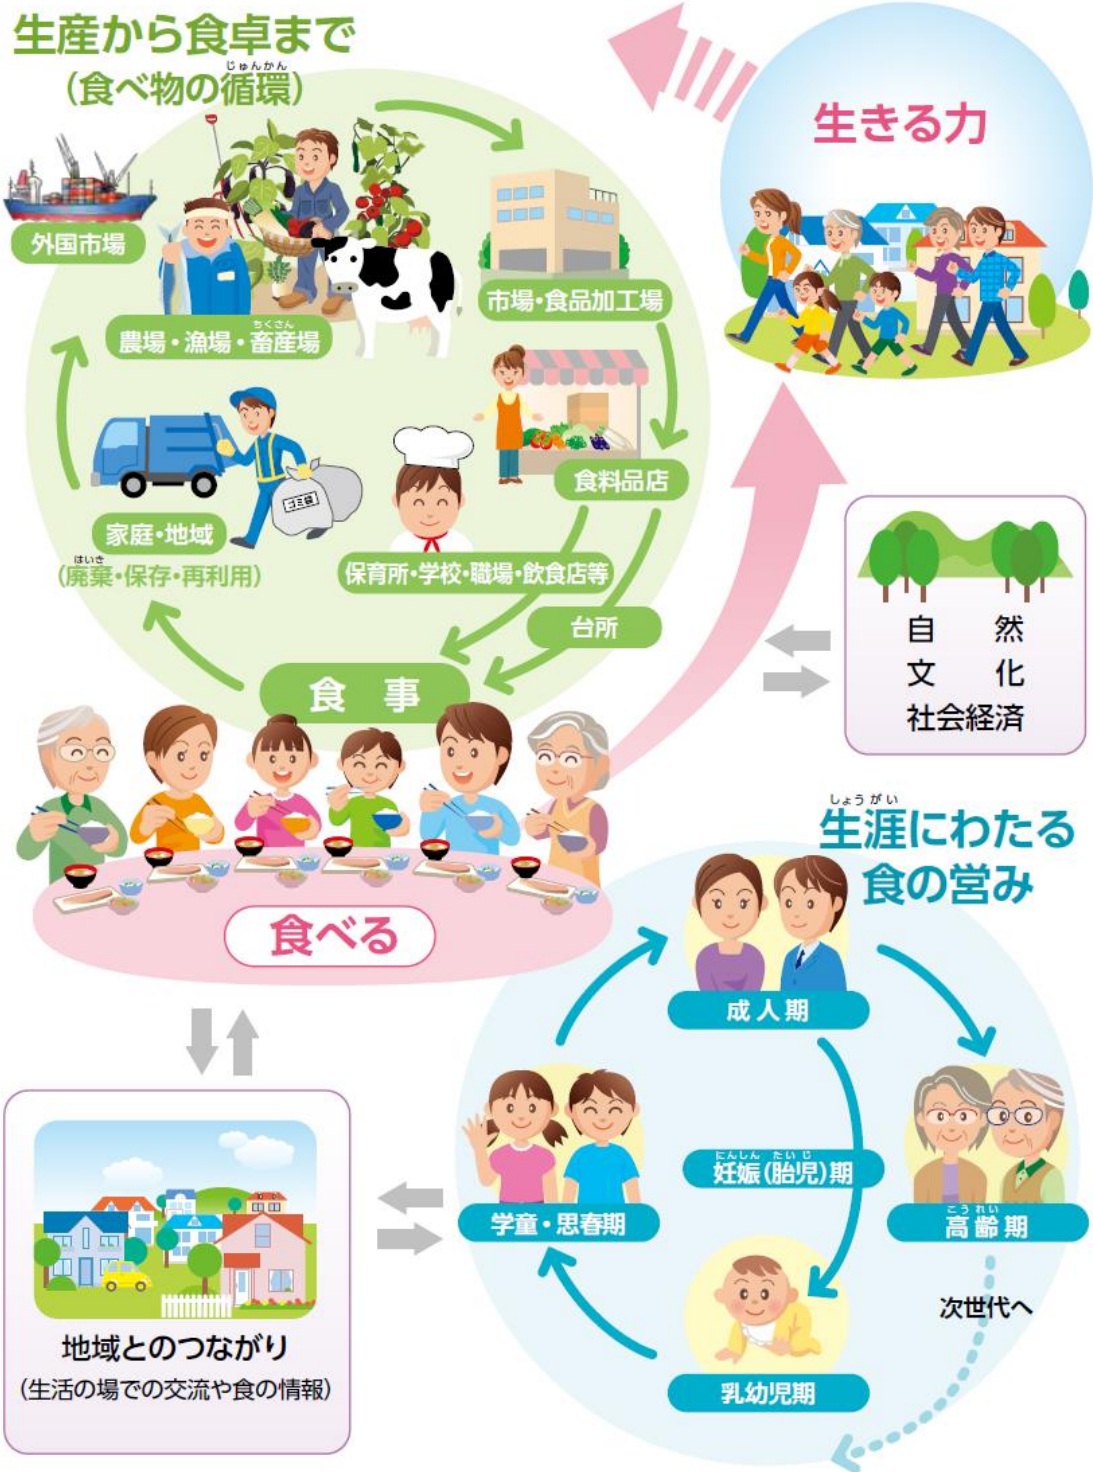 生産から食卓まで
じゅんかん
（食べ物の循環）
生きる力
外国市場
ちくさん
農場・漁場・畜産場
市場・食品加工場
食料品店
ゴミ袋
家庭・地域
はいき
（廃棄・保存・再利用）
保育所・学校・職場・飲食店等
台所
食事
自然
文化
社会経済
食べる
しょうがい
生涯にわたる
食の営み
成人期
にんしん たいじ
妊娠（胎児）期
学童・思春期
こうれい
高齢期
次世代へ
乳幼児期
地域とのつながり
（生活の場での交流や食の情報）